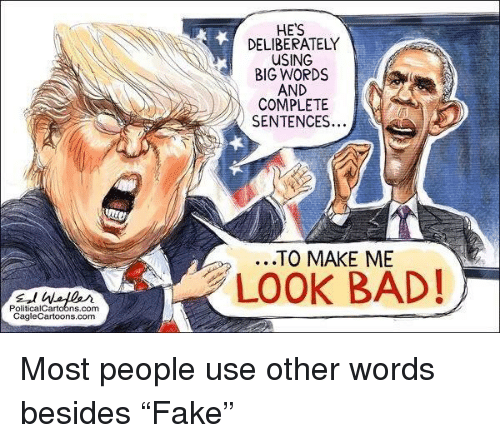 HE'S
DELIBERATELY
USING
BIG WORDS
AND
COMPLETE
SENTENCES...
...TO MAKE ME
LOOK BAD!
PoliticalCartoons.com
CagleCartoons.com
Most people use other words
besides “Fake”